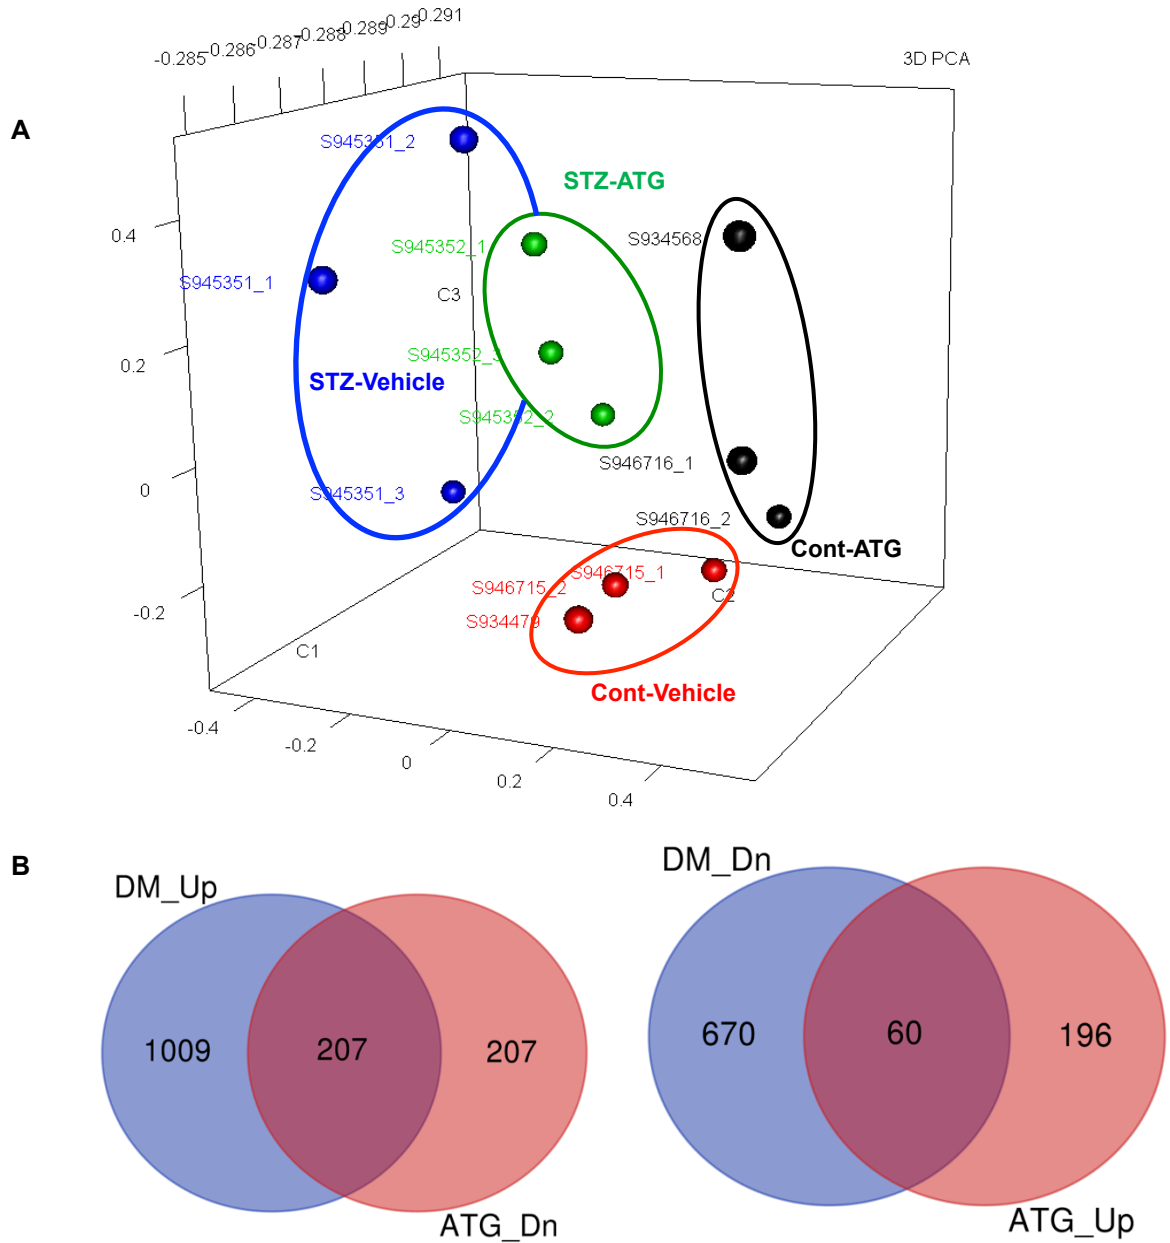 A
-0.285
-0.286
-0.287
-0.288
-0.289
-0.29
-0.291
3D PCA
S945351_2
STZ-ATG
0.4
S945352_1
S934568
S945351_1
C3
0.2
S945352_3
STZ-Vehicle
S945352_2
S946716_1
0
S945351_3
S946716_2
Cont-ATG
S946715_1
S946715_2
C2
-0.2
S934479
C1
Cont-Vehicle
-0.4
-0.2
0
0.2
0.4
B
DM_Up
1009
207
207
ATG_Dn
DM_Dn
670
60
196
ATG_Up